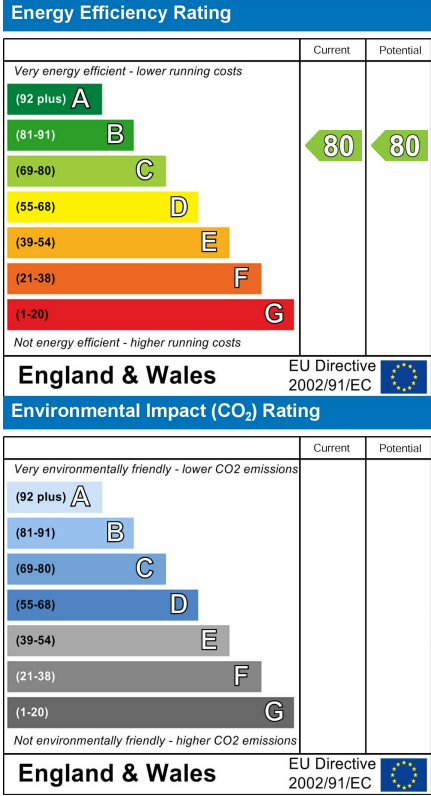 Energy Efficiency Rating
Current Potential
Very energy efficient - lower running costs
(92 plus) A
(81-91) B
80 80
(69-80) C
(55-68) D
(39-54) E
(21-38) F
(1-20) G
Not energy efficient - higher running costs
England & Wales
EU Directive
2002/91/EC
Environmental Impact (CO₂) Rating
Current Potential
Very environmentally friendly - lower CO2 emissions
(92 plus) A
(81-91) B
(69-80) C
(55-68) D
(39-54) E
(21-38) F
(1-20) G
Not environmentally friendly - higher CO2 emissions
England & Wales
EU Directive
2002/91/EC